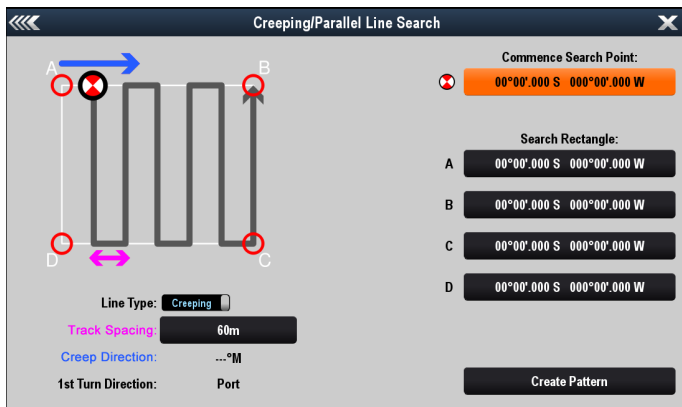 Creeping/Parallel Line Search
A
B
D
C
Line Type: Creeping
Track Spacing: 60m
Creep Direction: ---°M
1st Turn Direction: Port
Commence Search Point:
00°00'.000 S 000°00'.000 W
Search Rectangle:
A 00°00'.000 S 000°00'.000 W
B 00°00'.000 S 000°00'.000 W
C 00°00'.000 S 000°00'.000 W
D 00°00'.000 S 000°00'.000 W
Create Pattern